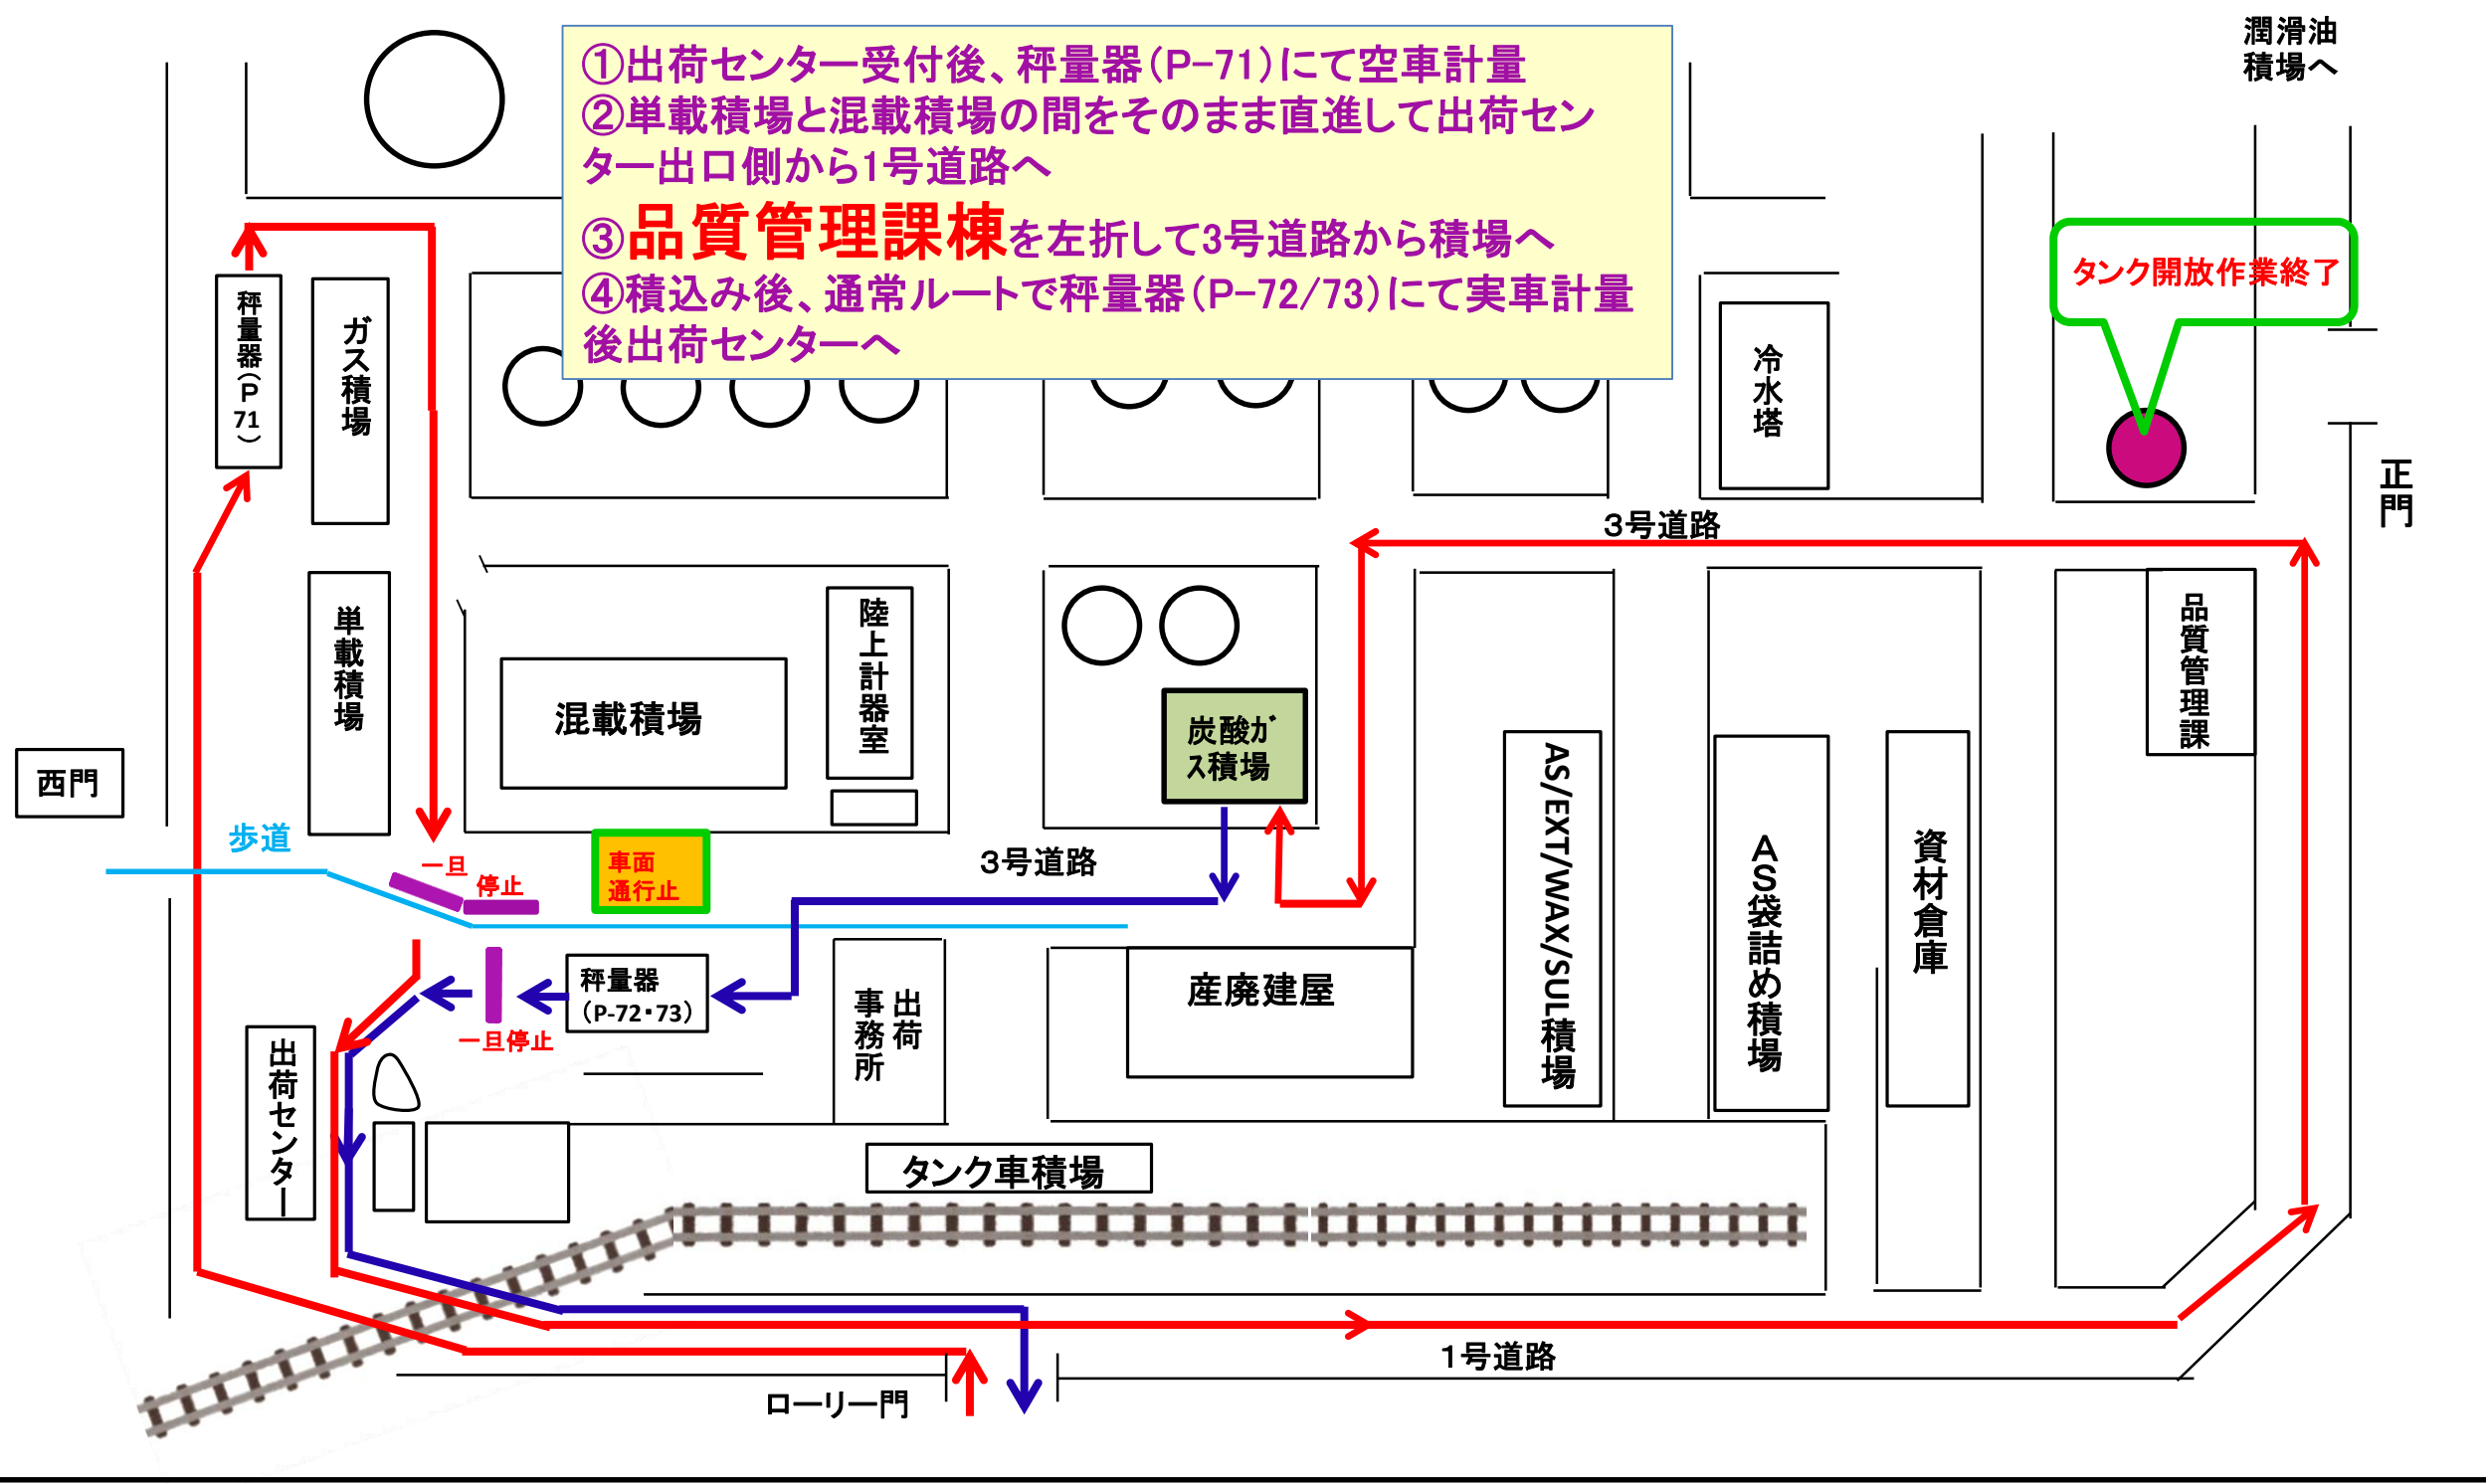 ①出荷センター受付後、秤量器(P-71)にて空車計量
②単載積場と混載積場の間をそのまま直進して出荷セン
ター出口側から1号道路へ
③品質管理課棟を左折して3号道路から積場へ
④積込み後、通常ルートで秤量器(P-72/73)にて実車計量
後出荷センターへ
潤滑油
積場へ
タンク開放作業終了
正門
秤量器(P71)
ガス積場
冷水塔
3号道路
単載積場
混載積場
陸上計器室
炭酸ガ
ス積場
品質管理課
西門
歩道
一旦
停止
車面
通行止
3号道路
AS/EXT/WAX/SUL積場
AS袋詰め積場
資材倉庫
秤量器
(P-72・73)
一旦停止
出荷
事務所
産廃建屋
出荷センター
タンク車積場
1号道路
ローリー門